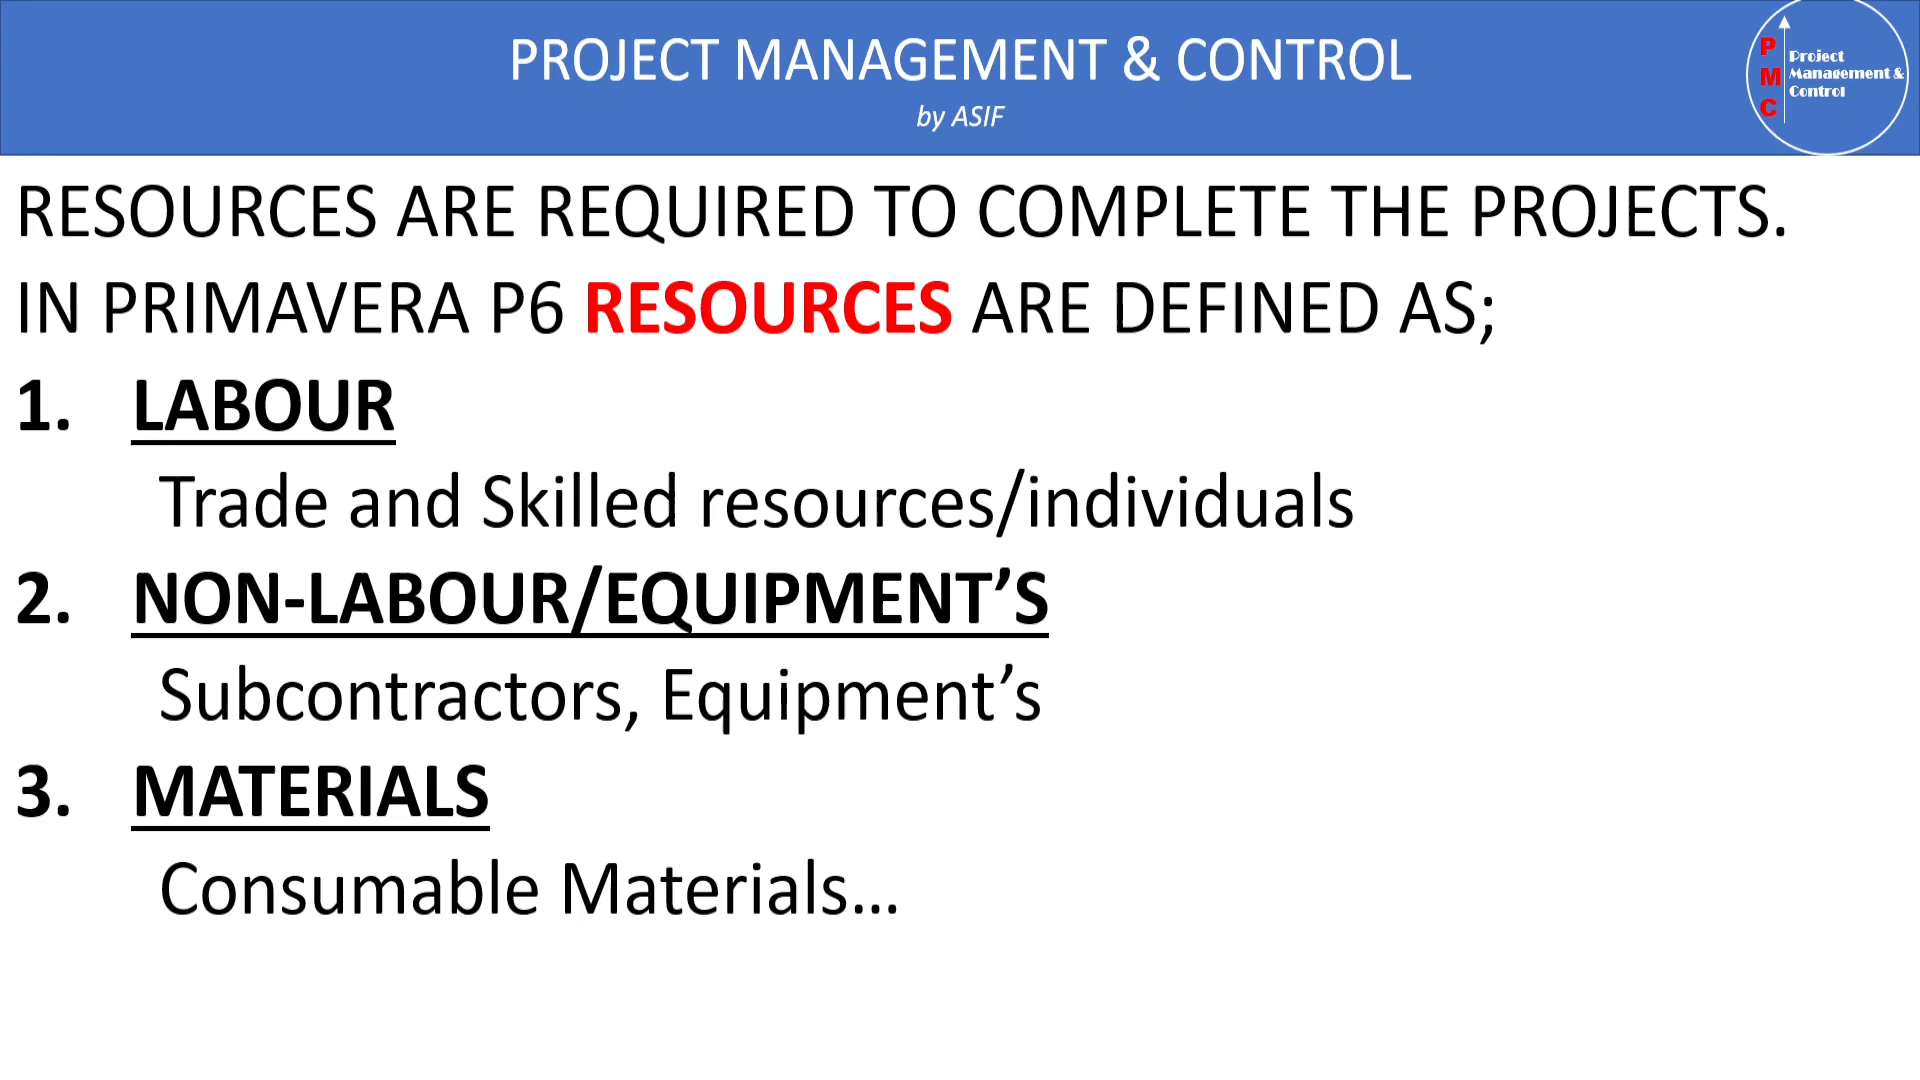 PROJECT MANAGEMENT & CONTROL
by ASIF
P
M
C
Project
Management &
Control
RESOURCES ARE REQUIRED TO COMPLETE THE PROJECTS.
IN PRIMAVERA P6 RESOURCES ARE DEFINED AS;
1. LABOUR
Trade and Skilled resources/individuals
2. NON-LABOUR/EQUIPMENT’S
Subcontractors, Equipment’s
3. MATERIALS
Consumable Materials...